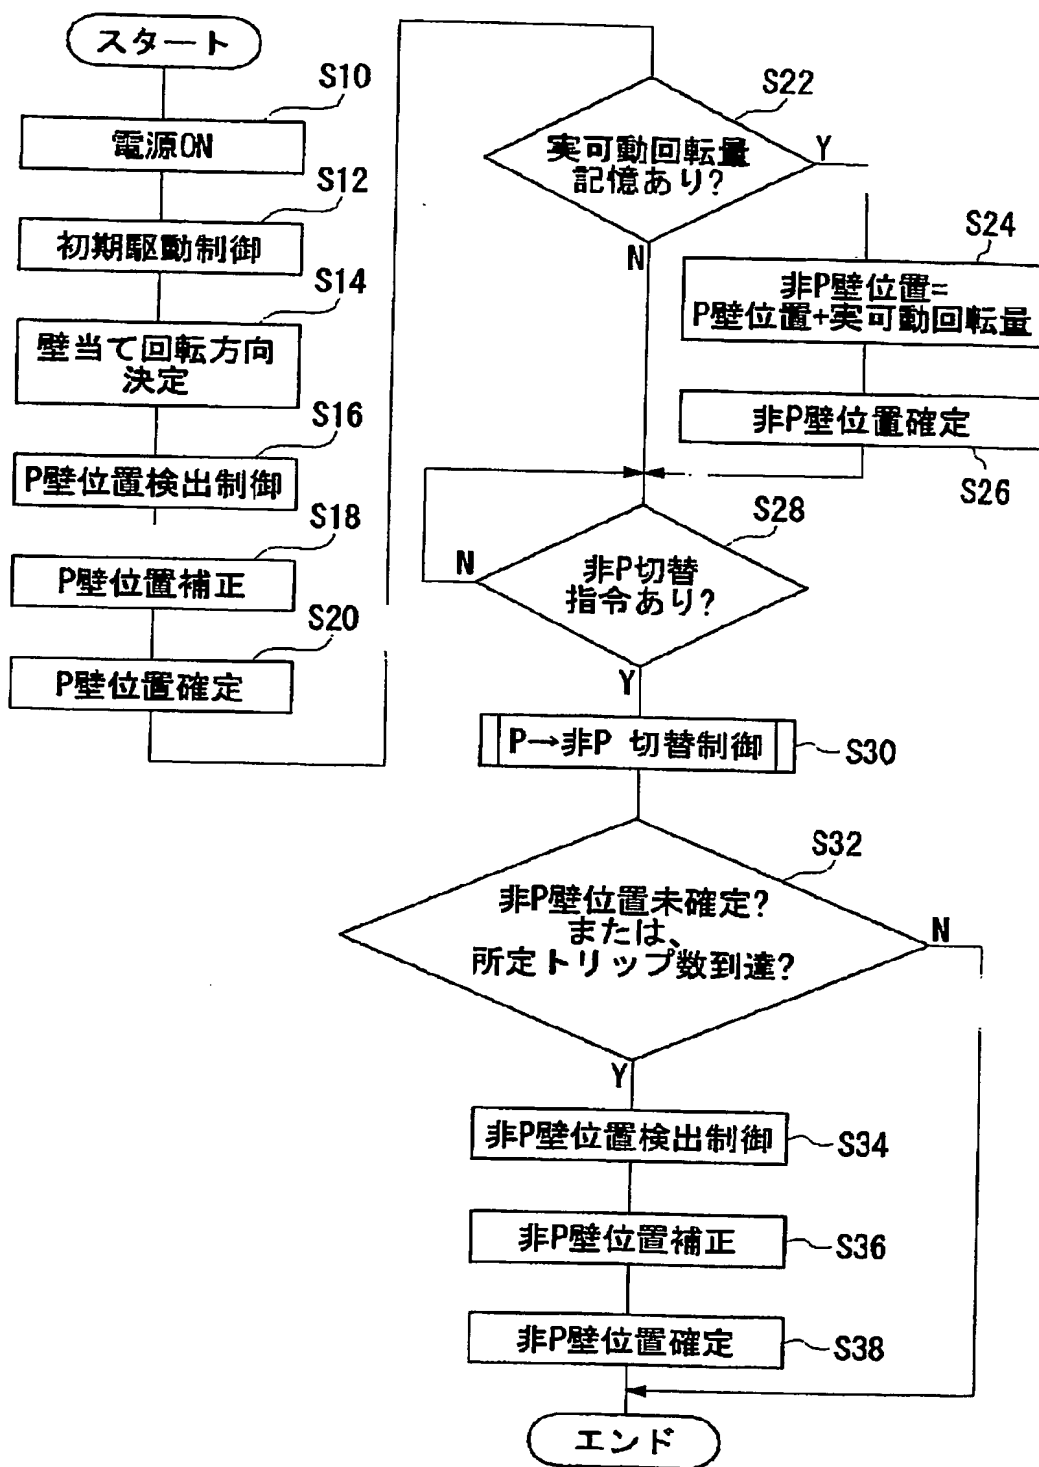 スタート
S10
電源ON
S12
初期駆動制御
S14
壁当て回転方向
決定
S16
P壁位置検出制御
S18
P壁位置補正
S20
P壁位置確定
S22
実可動回転量
記憶あり?
Y
N
S24
非P壁位置=
P壁位置+実可動回転量
非P壁位置確定
S26
S28
非P切替
指令あり?
N
Y
P→非P 切替制御
S30
S32
非P壁位置未確定?
または、
所定トリップ数到達?
N
Y
非P壁位置検出制御
S34
非P壁位置補正
S36
非P壁位置確定
S38
エンド